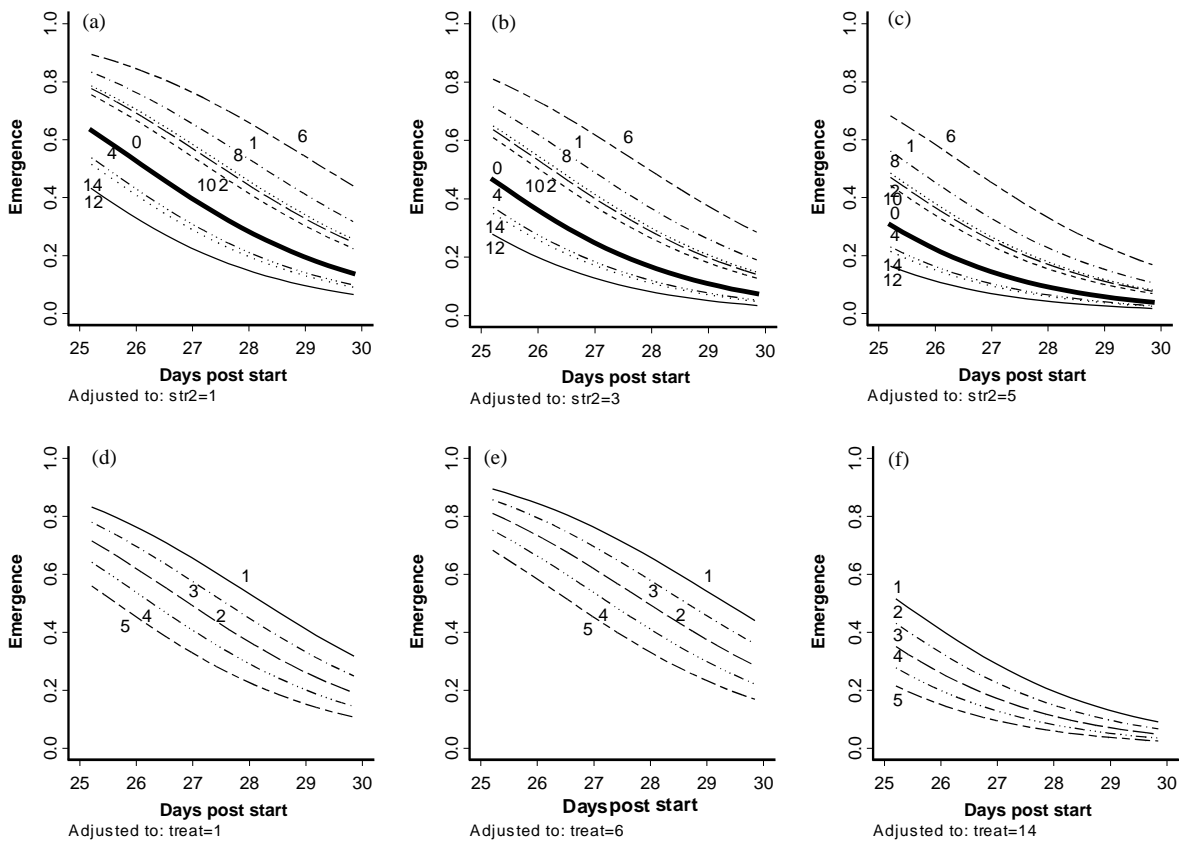 (a)
Emergence
1.0
0.8
0.6
0.4
0.2
0.0
6
1
8
0
4
10 2
14
12
25 26 27 28 29 30
Days post start
Adjusted to: str2=1
(b)
Emergence
1.0
0.8
0.6
0.4
0.2
0.0
6
1
8
0
10 2
4
14
12
25 26 27 28 29 30
Days post start
Adjusted to: str2=3
(c)
Emergence
1.0
0.8
0.6
0.4
0.2
0.0
6
1
8
2
10
0
4
14
12
25 26 27 28 29 30
Days post start
Adjusted to: str2=5
(d)
Emergence
1.0
0.8
0.6
0.4
0.2
0.0
1
3
2
4
5
25 26 27 28 29 30
Days post start
Adjusted to: treat=1
(e)
Emergence
1.0
0.8
0.6
0.4
0.2
0.0
1
3
2
4
5
25 26 27 28 29 30
Days post start
Adjusted to: treat=6
(f)
Emergence
1.0
0.8
0.6
0.4
0.2
0.0
1
2
3
4
5
25 26 27 28 29 30
Days post start
Adjusted to: treat=14